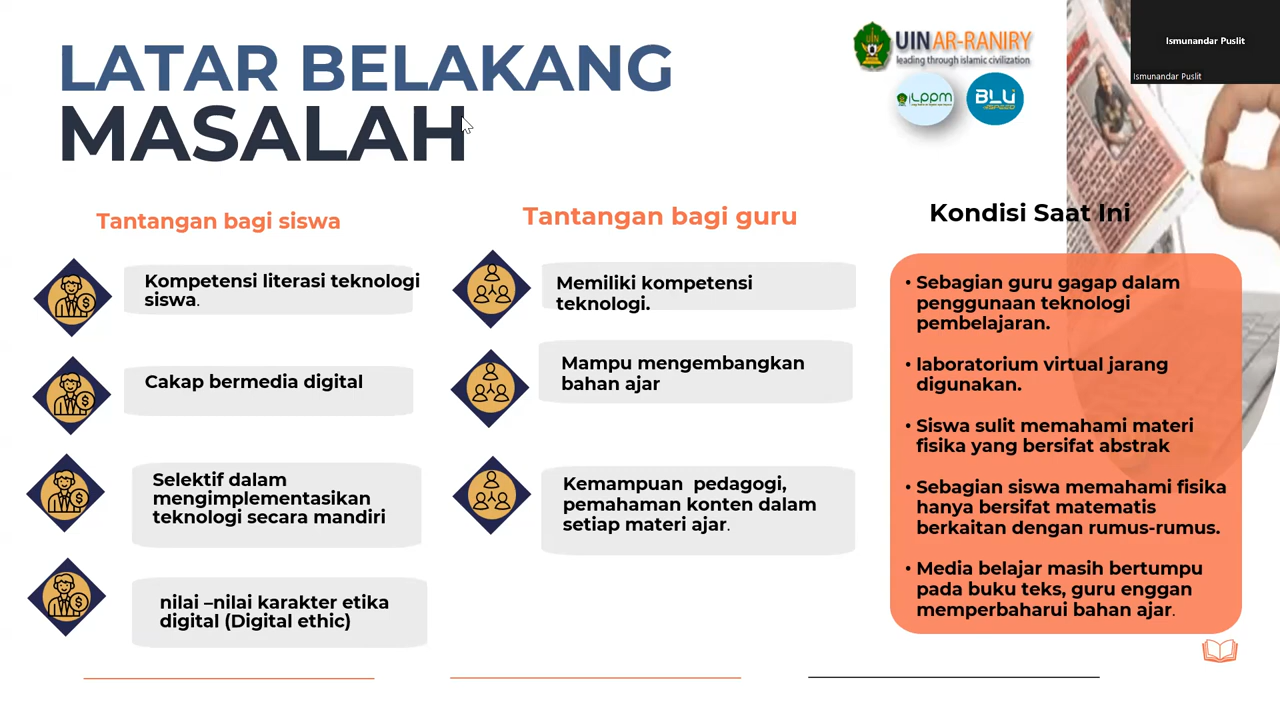 LATAR BELAKANG
MASALAH
UIN AR-RANIRY
leading through islamic civilization
LPPM
BLU
SPEED
Ismunandar Puslit
Ismunandar Puslit
Tantangan bagi siswa
Kompetensi literasi teknologi
siswa.
Cakap bermedia digital
Selektif dalam
mengimplementasikan
teknologi secara mandiri
nilai –nilai karakter etika
digital (Digital ethic)
Tantangan bagi guru
Memiliki kompetensi
teknologi.
Mampu mengembangkan
bahan ajar
Kemampuan  pedagogi,
pemahaman konten dalam
setiap materi ajar.
Kondisi Saat Ini
• Sebagian guru gagap dalam
penggunaan teknologi
pembelajaran.
• laboratorium virtual jarang
digunakan.
• Siswa sulit memahami materi
fisika yang bersifat abstrak
• Sebagian siswa memahami fisika
hanya bersifat matematis
berkaitan dengan rumus-rumus.
• Media belajar masih bertumpu
pada buku teks, guru enggan
memperbaharui bahan ajar.